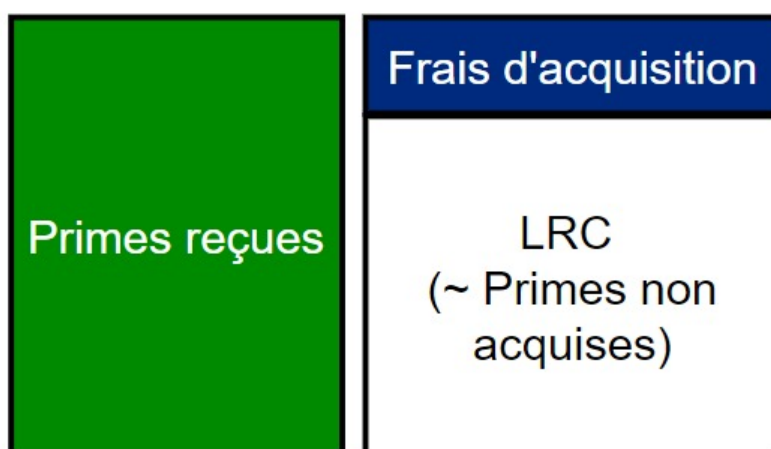 Primes reçues
Frais d'acquisition
LRC
(~ Primes non
acquises)